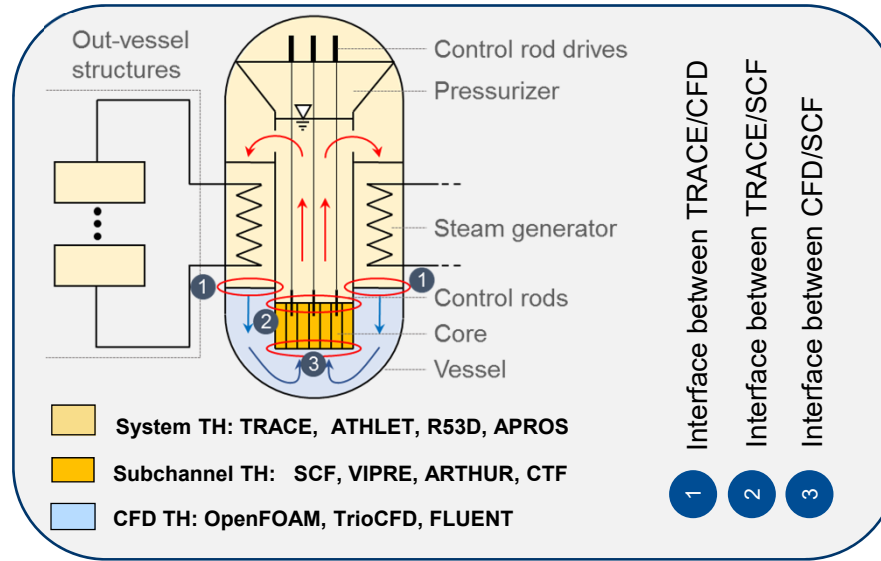 Out-vessel
structures
Control rod drives
Pressurizer
Steam generator
Control rods
Core
Vessel
1
1
2
3
System TH: TRACE, ATHLET, R53D, APROS
Subchannel TH: SCF, VIPRE, ARTHUR, CTF
CFD TH: OpenFOAM, TrioCFD, FLUENT
1 Interface between TRACE/CFD
2 Interface between TRACE/SCF
3 Interface between CFD/SCF